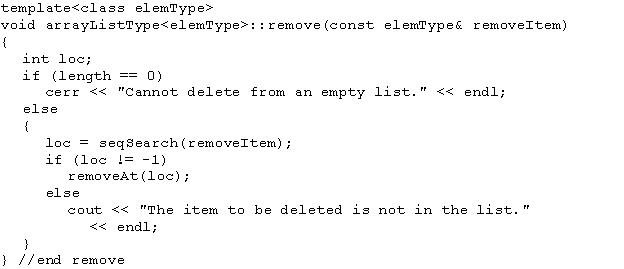 template<class elemType>
void arrayListType<elemType>::remove(const elemType& removeItem)
{
   int loc;
   if (length == 0)
      cerr << "Cannot delete from an empty list." << endl;
   else
   {
      loc = seqSearch(removeItem);
      if (loc != -1)
         removeAt(loc);
      else
         cout << "The item to be deleted is not in the list."
            << endl;
   }
} //end remove